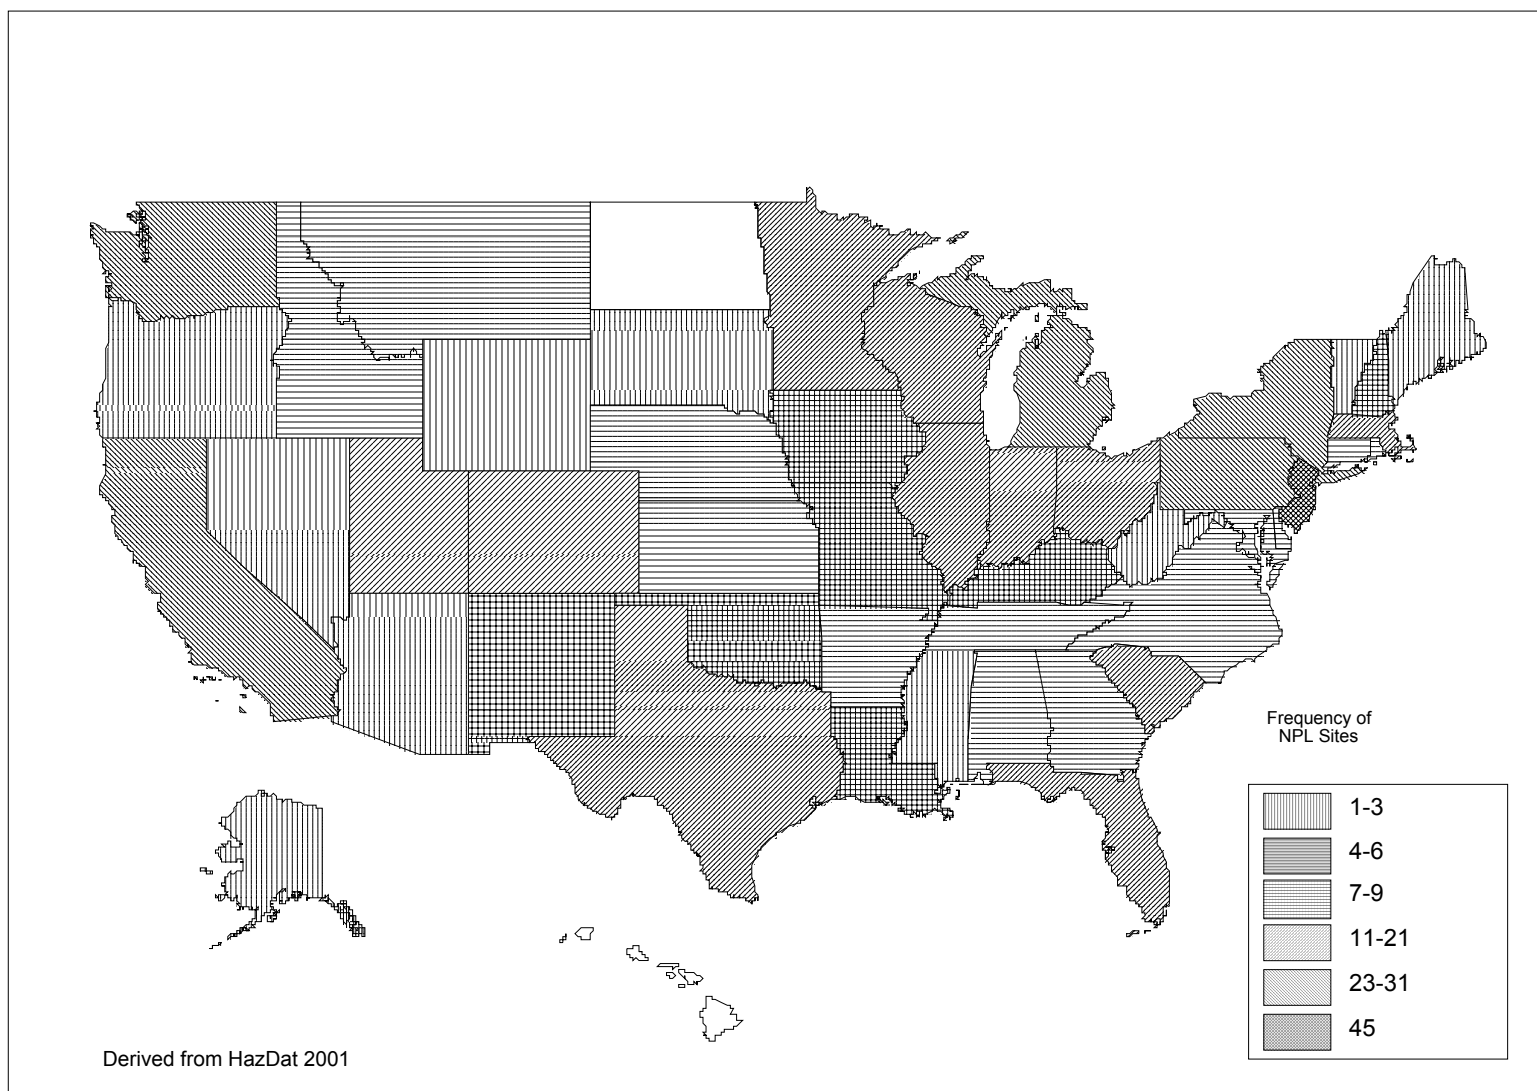 Frequency of
NPL Sites
1-3
4-6
7-9
11-21
23-31
45
Derived from HazDat 2001